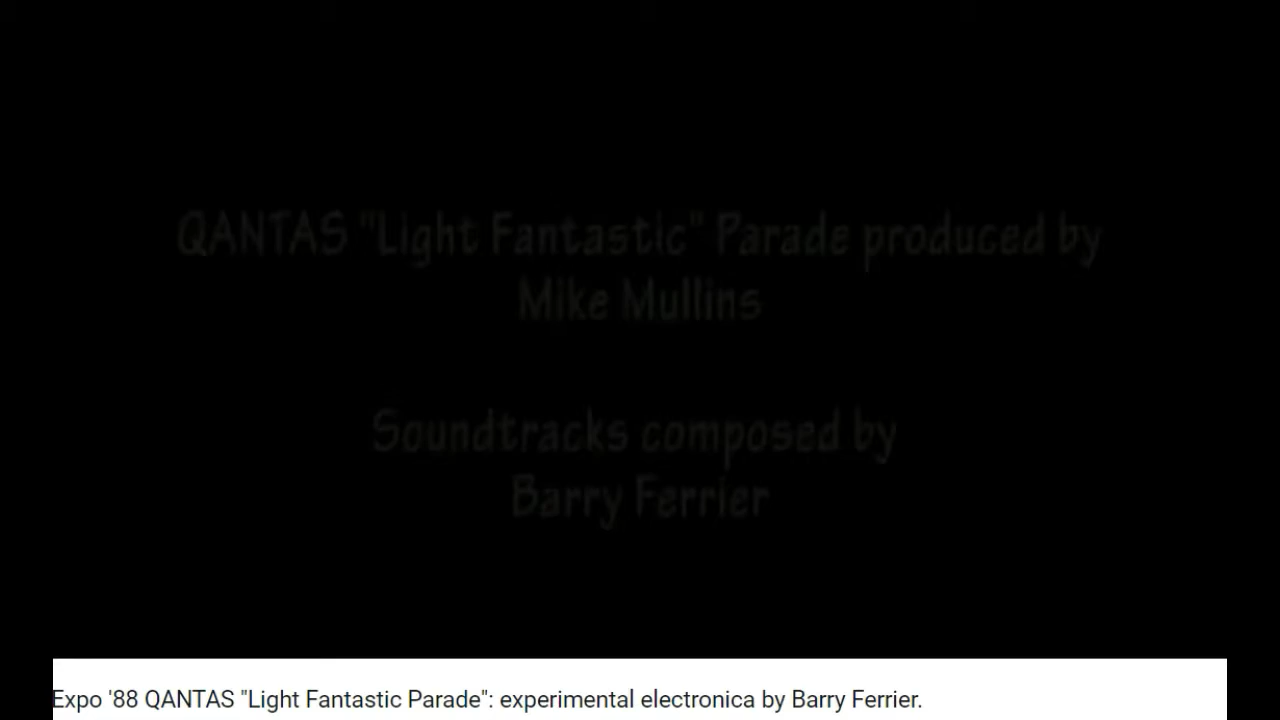 QANTAS "Light Fantastic" Parade produced by
Mike Mullins
Soundtracks composed by
Barry Ferrier
Expo '88 QANTAS "Light Fantastic Parade": experimental electronica by Barry Ferrier.